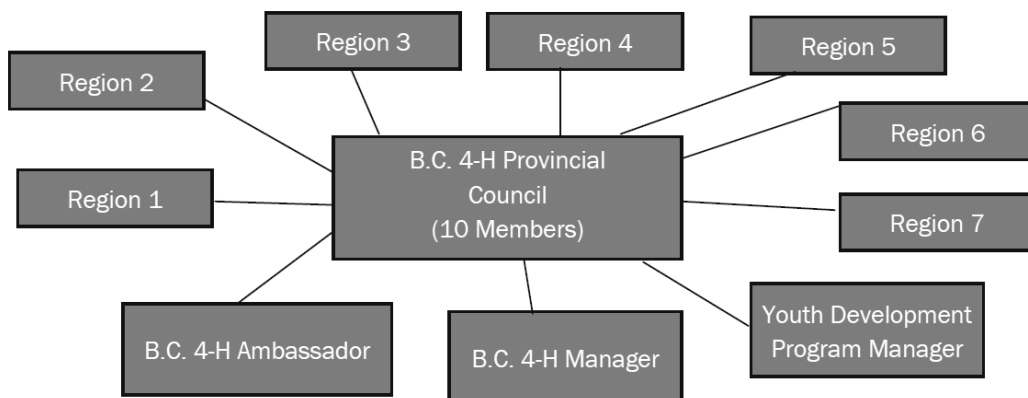 Region 3
Region 4
Region 5
Region 2
Region 6
Region 1
Region 7
B.C. 4-H Provincial
Council
(10 Members)
B.C. 4-H Ambassador
B.C. 4-H Manager
Youth Development
Program Manager